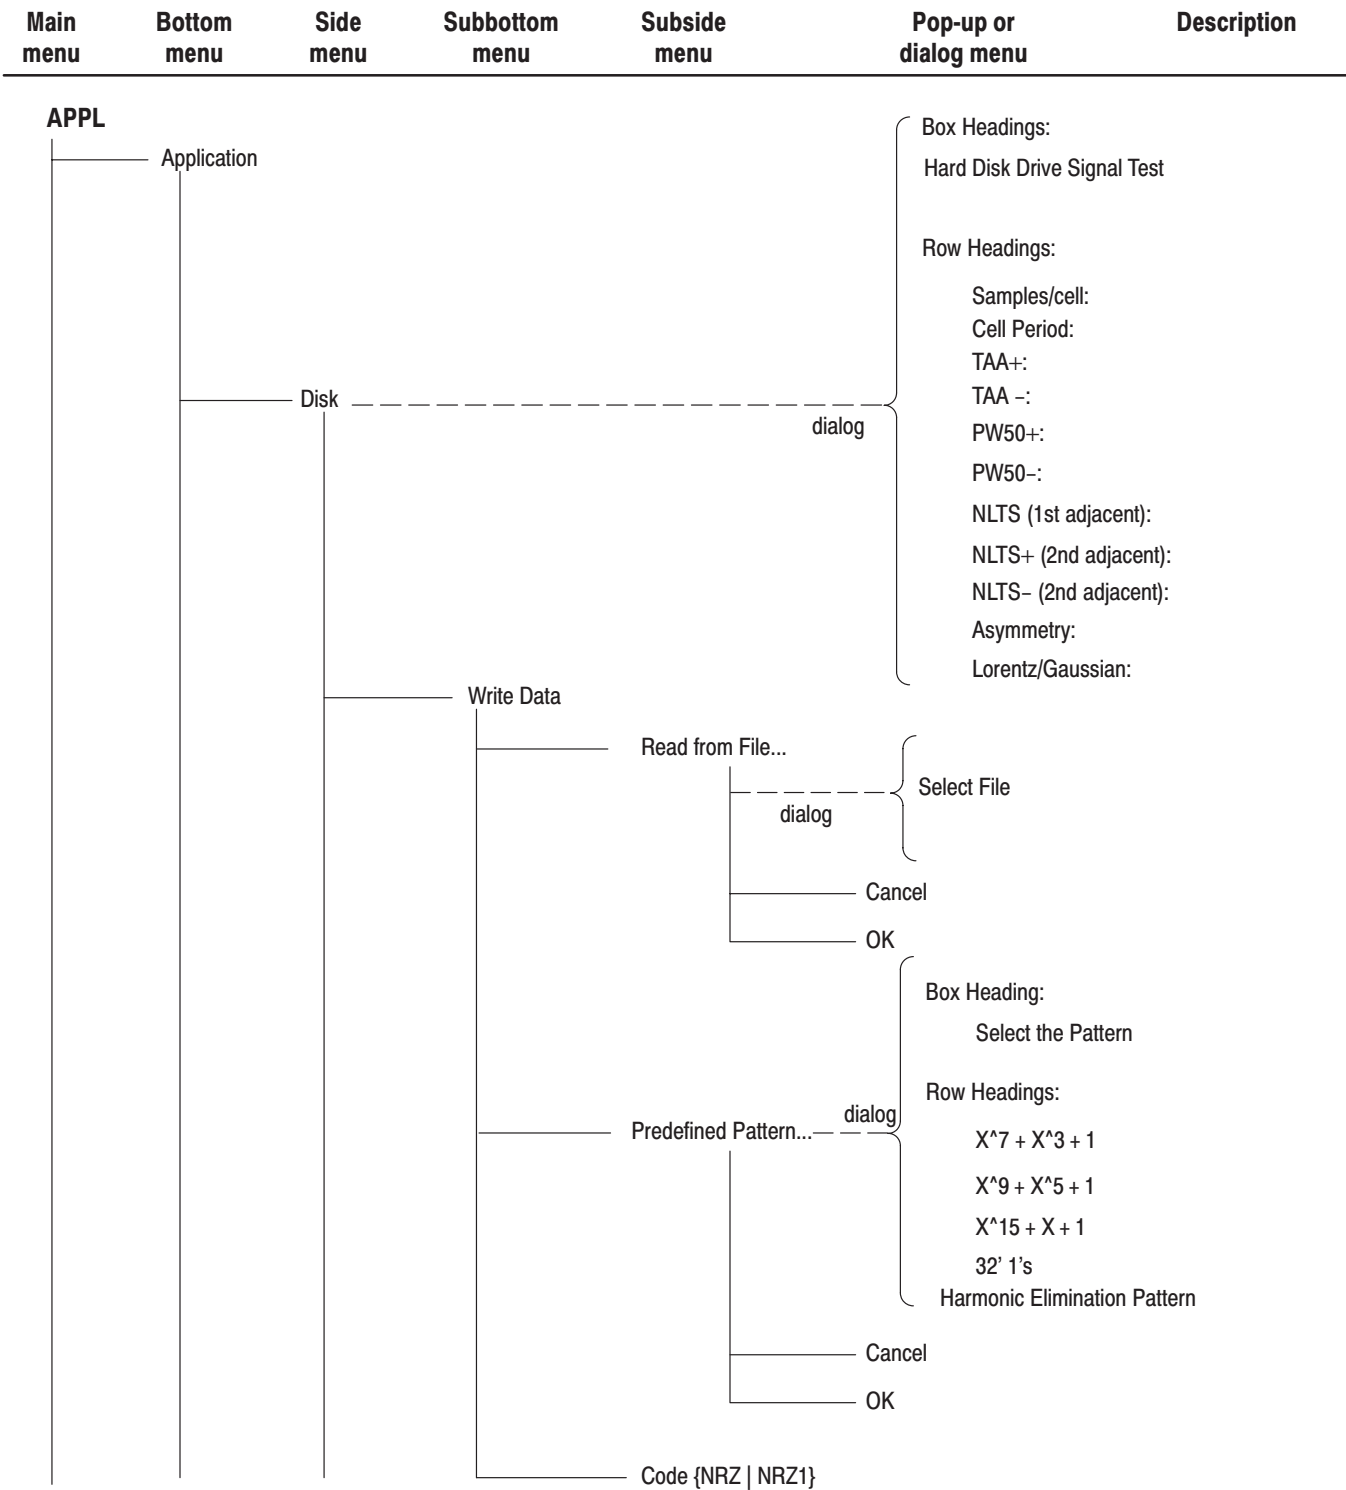 Main menu
Bottom menu
Side menu
Subbottom menu
Subside menu
Pop-up or dialog menu
Description
APPL
Application
Box Headings:
Hard Disk Drive Signal Test
Row Headings:
Samples/cell:
Cell Period:
TAA+:
Disk
TAA –:
dialog
PW50+:
PW50–:
NLTS (1st adjacent):
NLTS+ (2nd adjacent):
NLTS– (2nd adjacent):
Asymmetry:
Lorentz/Gaussian:
Write Data
Read from File...
Select File
dialog
Cancel
OK
Box Heading:
Select the Pattern
Row Headings:
dialog
Predefined Pattern...
X^7 + X^3 + 1
X^9 + X^5 + 1
X^15 + X + 1
32’ 1’s
Harmonic Elimination Pattern
Cancel
OK
Code {NRZ | NRZ1}